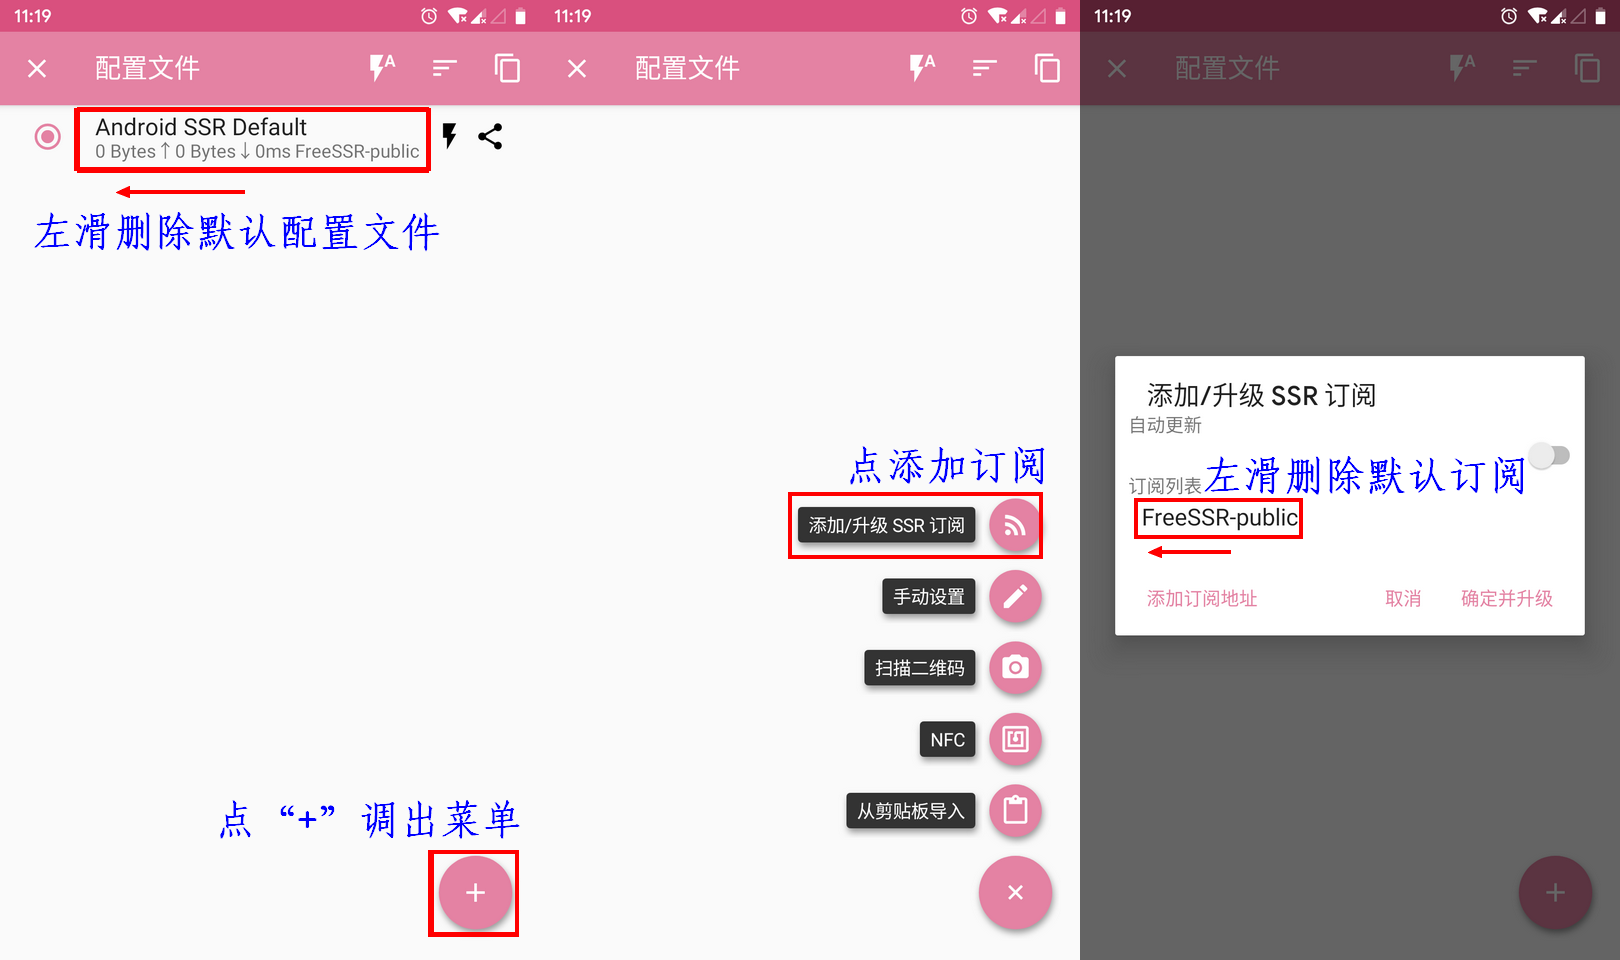 11:19
配置文件
Android SSR Default
0 Bytes↑0 Bytes↓0ms FreeSSR-public
左滑删除默认配置文件
点“+”调出菜单
11:19
配置文件
点添加订阅
添加/升级 SSR 订阅
手动设置
扫描二维码
NFC
从剪贴板导入
11:19
配置文件
添加/升级 SSR 订阅
自动更新
订阅列表
左滑删除默认订阅
FreeSSR-public
添加订阅地址
取消
确定并升级